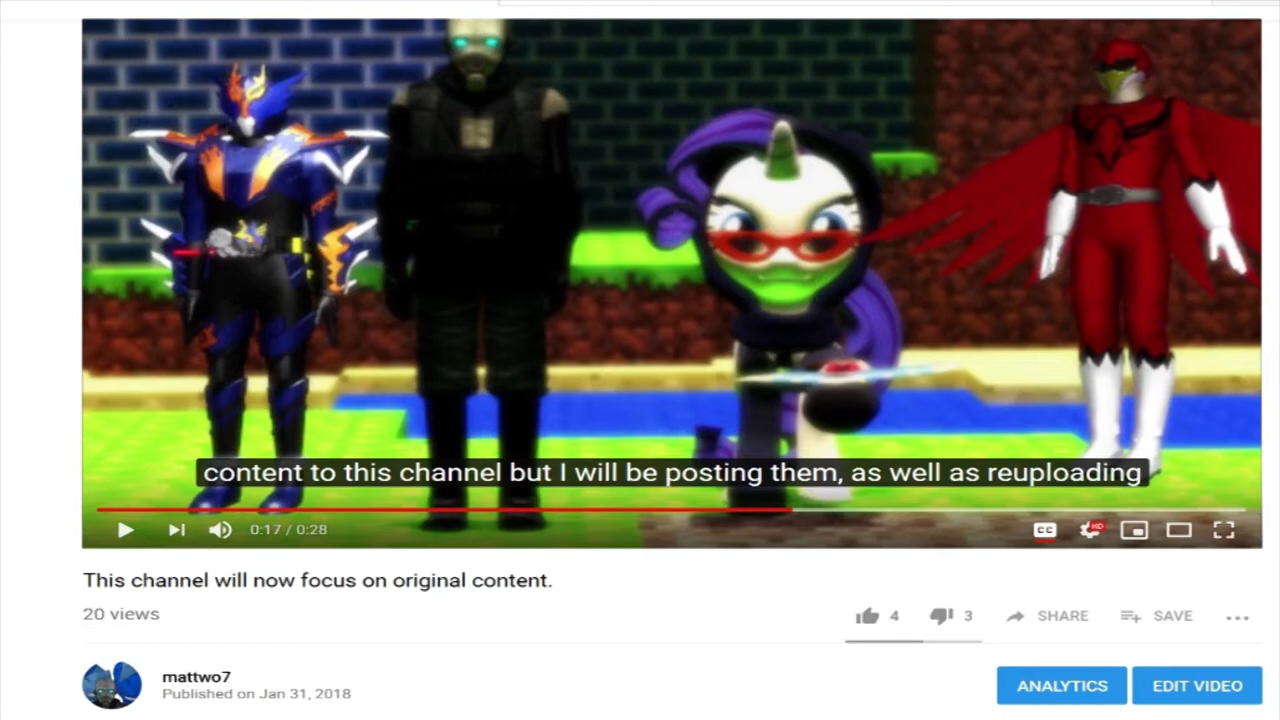 content to this channel but I will be posting them, as well as reuploading
0:17 / 0:28
CC
HD
This channel will now focus on original content.
20 views
4
3
SHARE
SAVE
mattwo7
Published on Jan 31, 2018
ANALYTICS
EDIT VIDEO